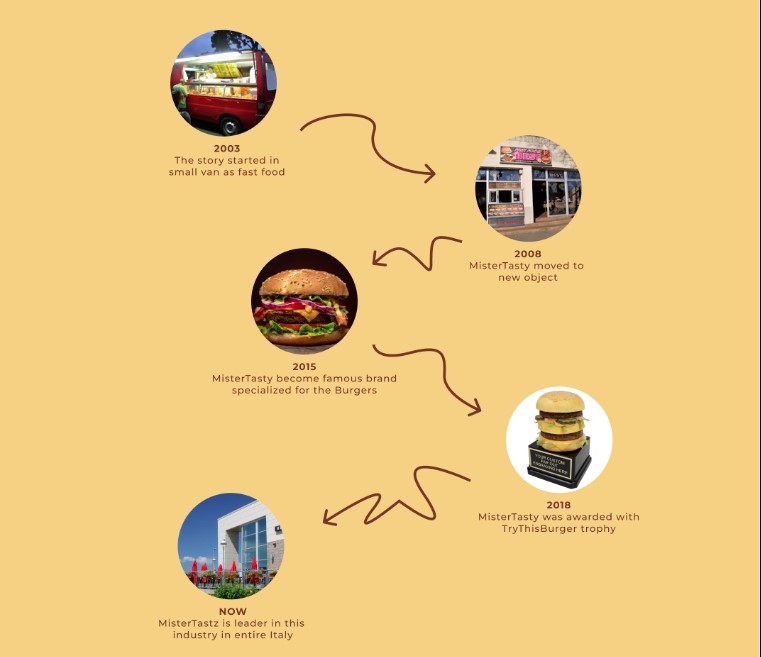 2003
The story started in
small van as fast food
2008
MisterTasty moved to
new object
2015
MisterTasty become famous brand
specialized for the Burgers
2018
MisterTasty was awarded with
TryThisBurger trophy
NOW
MisterTastz is leader in this
industry in entire Italy